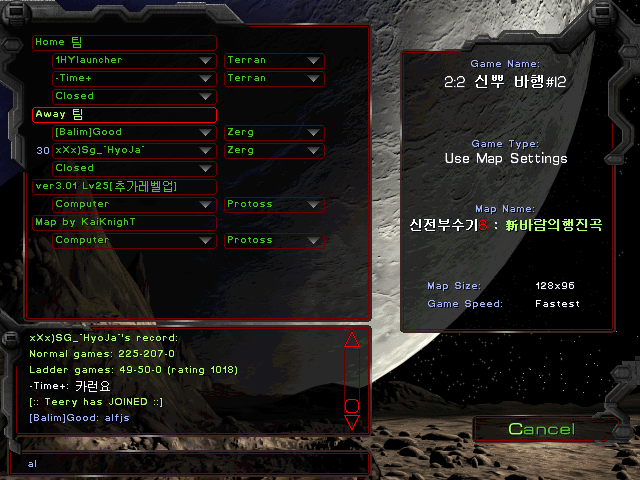 Home 팀
1HYlauncher Terran
-Time+ Terran
Closed
Away 팀
[Balim]Good Zerg
30 xXx)Sg_^HyoJa^ Zerg
Closed
ver3.01 Lv25[추가레벨업]
Computer Protoss
Map by KaiKnighT
Computer Protoss
Game Name:
2:2 신뿌 바행#12
Game Type:
Use Map Settings
Map Name:
신전부수기6 : 新바람의행진곡
Map Size: 128x96
Game Speed: Fastest
xXx)SG_^HyoJa^'s record:
Normal games: 225-207-0
Ladder games: 49-50-0 (rating 1018)
-Time+: 카런요
[:: Teery has JOINED ::]
[Balim]Good: alfjs
al
Cancel